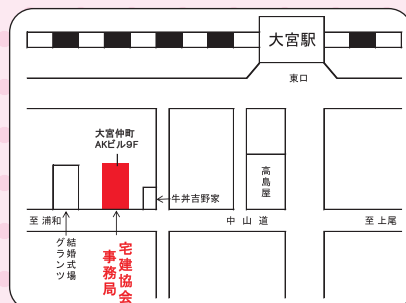 大宮駅
東口
大宮仲町
AKビル9F
高島屋
牛丼吉野家
至 浦和
中山道
至 上尾
結婚式場
グランツ
宅建協会
事務局